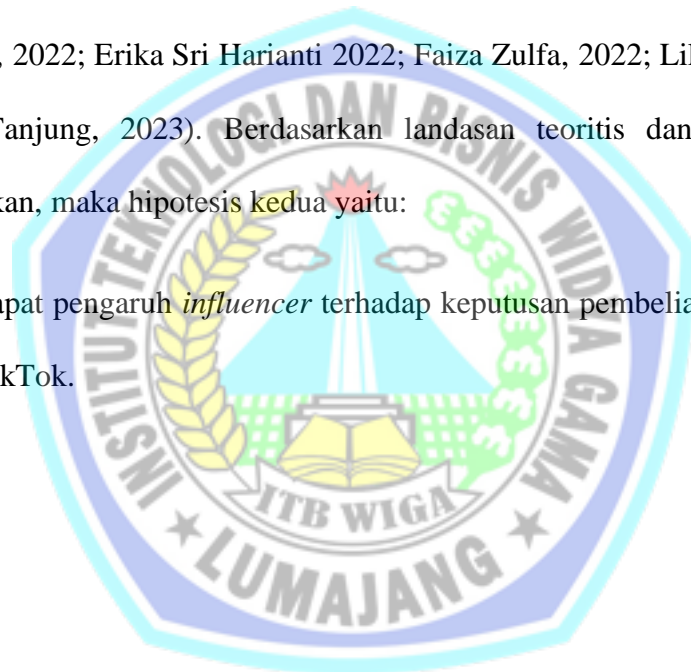 , 2022; Erika Sri Harianti 2022; Faiza Zulfa, 2022; Lil
Tanjung, 2023). Berdasarkan landasan teoritis dan
kan, maka hipotesis kedua yaitu:
apat pengaruh influencer terhadap keputusan pembelia
kTok.
INSTITUT TEKNOLOGI DAN BISNIS WIDYA GAMA
ITB WIGA
LUMAJANG